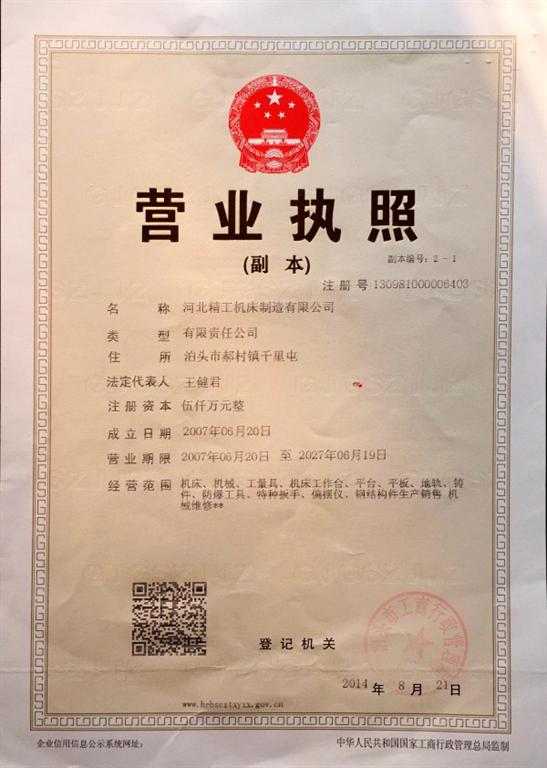 营业执照
(副 本)
副本编号：2-1
注册号 130981000006403
名 称 河北精工机床制造有限公司
类 型 有限责任公司
住 所 泊头市郝村镇千里屯
法定代表人 王健君
注册资本 伍仟万元整
成立日期 2007年06月20日
营业期限 2007年06月20日 至 2027年06月19日
经营范围 机床、机械、工量具、机床工作台、平台、平板、地轨、铸
件、防爆工具、特种扳手、偏摆仪、钢结构件生产销售 机
械维修**
登记机关
市工商行政管理
2014 年 8 月 21 日
www.hebscztxyxx.gov.cn
企业信用信息公示系统网址：
中华人民共和国国家工商行政管理总局监制